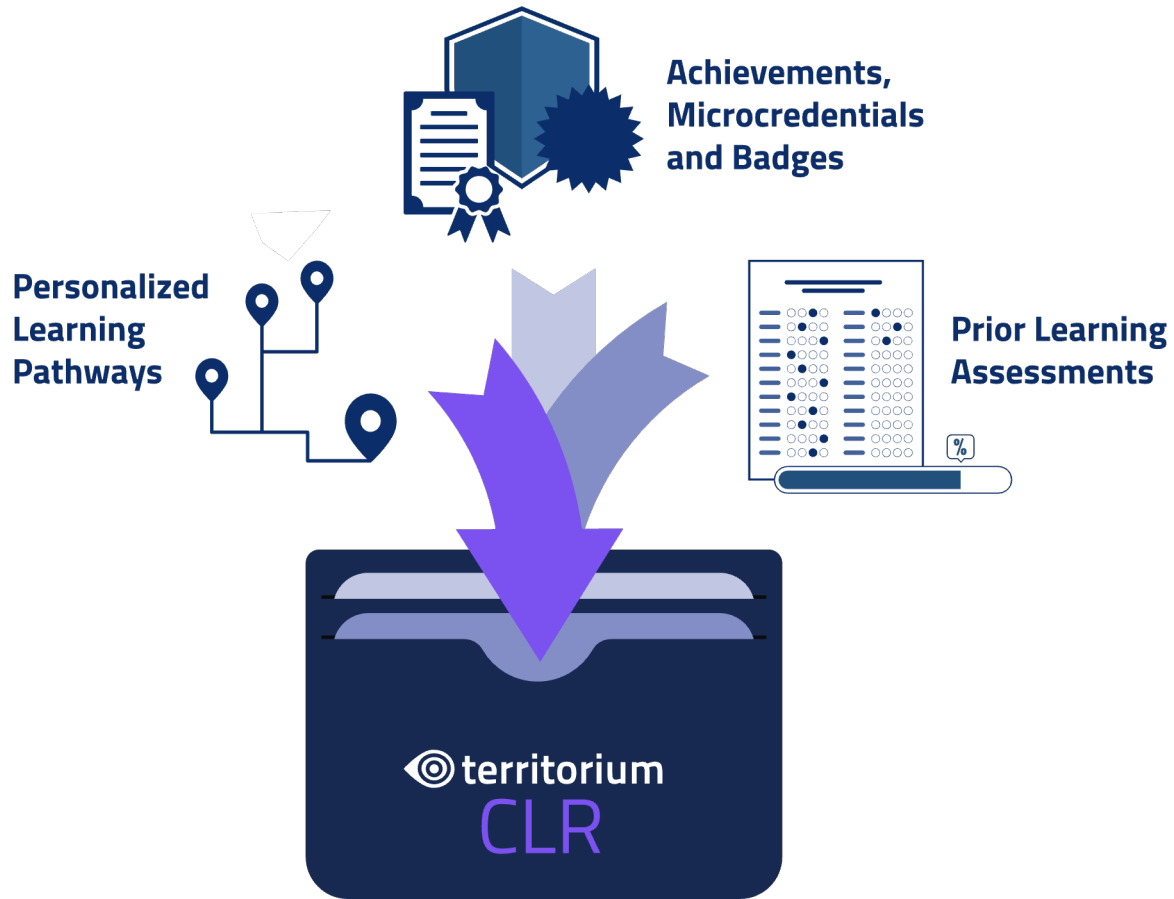 Achievements,
Microcredentials
and Badges
Personalized
Learning
Pathways
Prior Learning
Assessments
%
territorium
CLR